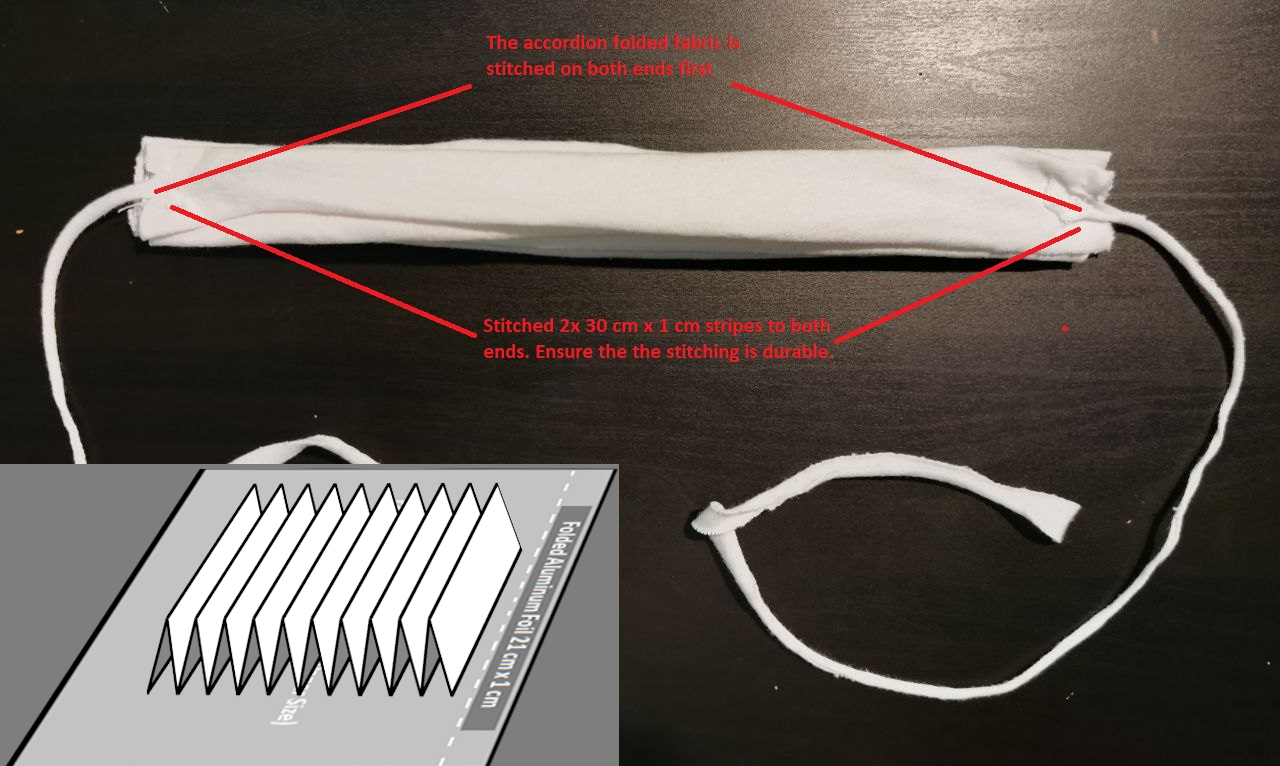 The accordion folded fabric is
stitched on both ends first
Stitched 2x 30 cm x 1 cm stripes to both
ends. Ensure the the stitching is durable.
Folded Aluminum Foil 21 cm x 1 cm
Size)